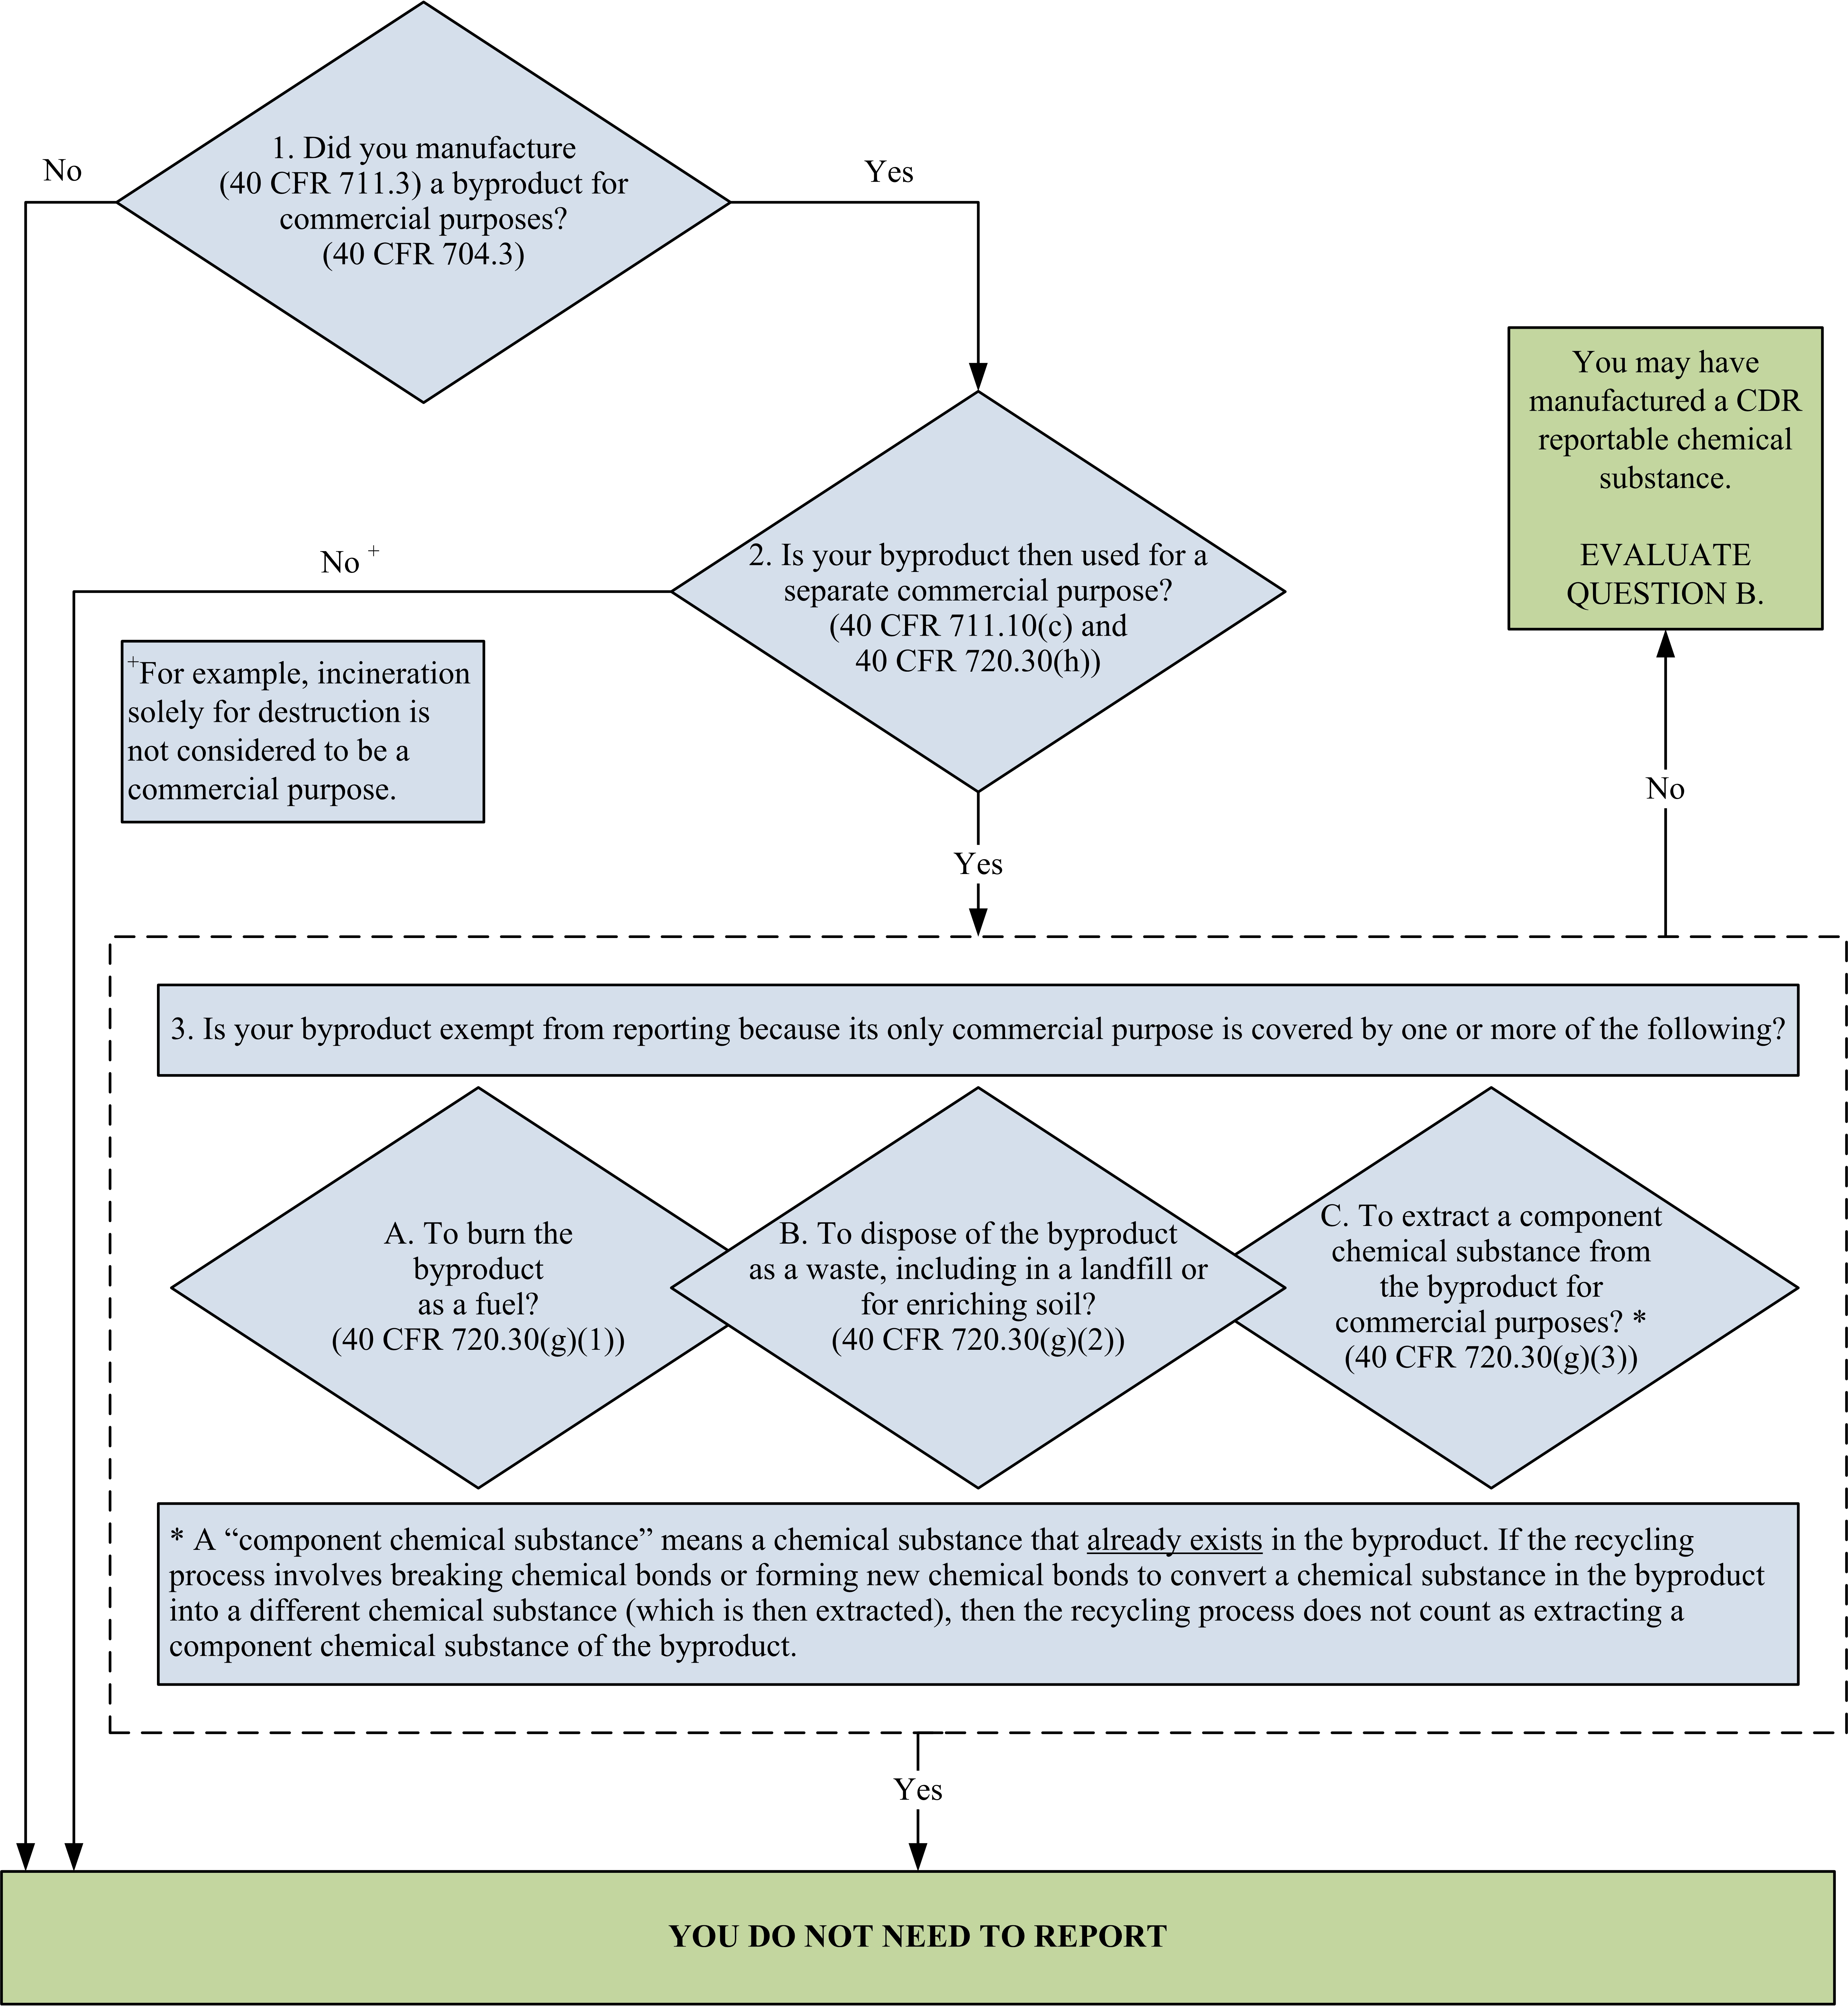 1. Did you manufacture
(40 CFR 711.3) a byproduct for
commercial purposes?
(40 CFR 704.3)
No
Yes
You may have
manufactured a CDR
reportable chemical
substance.
EVALUATE
QUESTION B.
2. Is your byproduct then used for a
separate commercial purpose?
(40 CFR 711.10(c) and
40 CFR 720.30(h))
No +
+For example, incineration
solely for destruction is
not considered to be a
commercial purpose.
No
Yes
3. Is your byproduct exempt from reporting because its only commercial purpose is covered by one or more of the following?
A. To burn the
byproduct
as a fuel?
(40 CFR 720.30(g)(1))
B. To dispose of the byproduct
as a waste, including in a landfill or
for enriching soil?
(40 CFR 720.30(g)(2))
C. To extract a component
chemical substance from
the byproduct for
commercial purposes? *
(40 CFR 720.30(g)(3))
* A “component chemical substance” means a chemical substance that already exists in the byproduct. If the recycling
process involves breaking chemical bonds or forming new chemical bonds to convert a chemical substance in the byproduct
into a different chemical substance (which is then extracted), then the recycling process does not count as extracting a
component chemical substance of the byproduct.
Yes
YOU DO NOT NEED TO REPORT